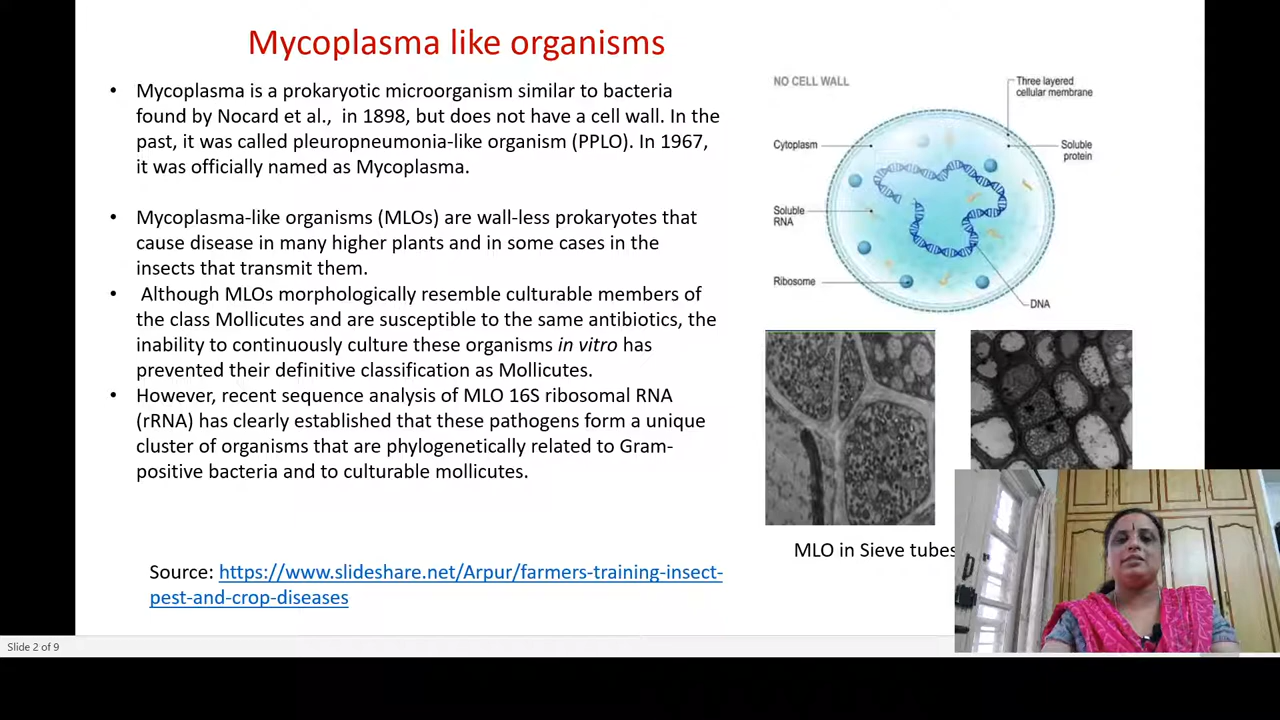 Mycoplasma like organisms
• Mycoplasma is a prokaryotic microorganism similar to bacteria
found by Nocard et al., in 1898, but does not have a cell wall. In the
past, it was called pleuropneumonia-like organism (PPLO). In 1967,
it was officially named as Mycoplasma.
• Mycoplasma-like organisms (MLOs) are wall-less prokaryotes that
cause disease in many higher plants and in some cases in the
insects that transmit them.
• Although MLOs morphologically resemble culturable members of
the class Mollicutes and are susceptible to the same antibiotics, the
inability to continuously culture these organisms in vitro has
prevented their definitive classification as Mollicutes.
• However, recent sequence analysis of MLO 16S ribosomal RNA
(rRNA) has clearly established that these pathogens form a unique
cluster of organisms that are phylogenetically related to Gram-
positive bacteria and to culturable mollicutes.
Source: https://www.slideshare.net/Arpur/farmers-training-insect-
pest-and-crop-diseases
NO CELL WALL
Three layered
cellular membrane
Cytoplasm
Soluble
protein
Soluble
RNA
Ribosome
DNA
MLO in Sieve tubes
Slide 2 of 9